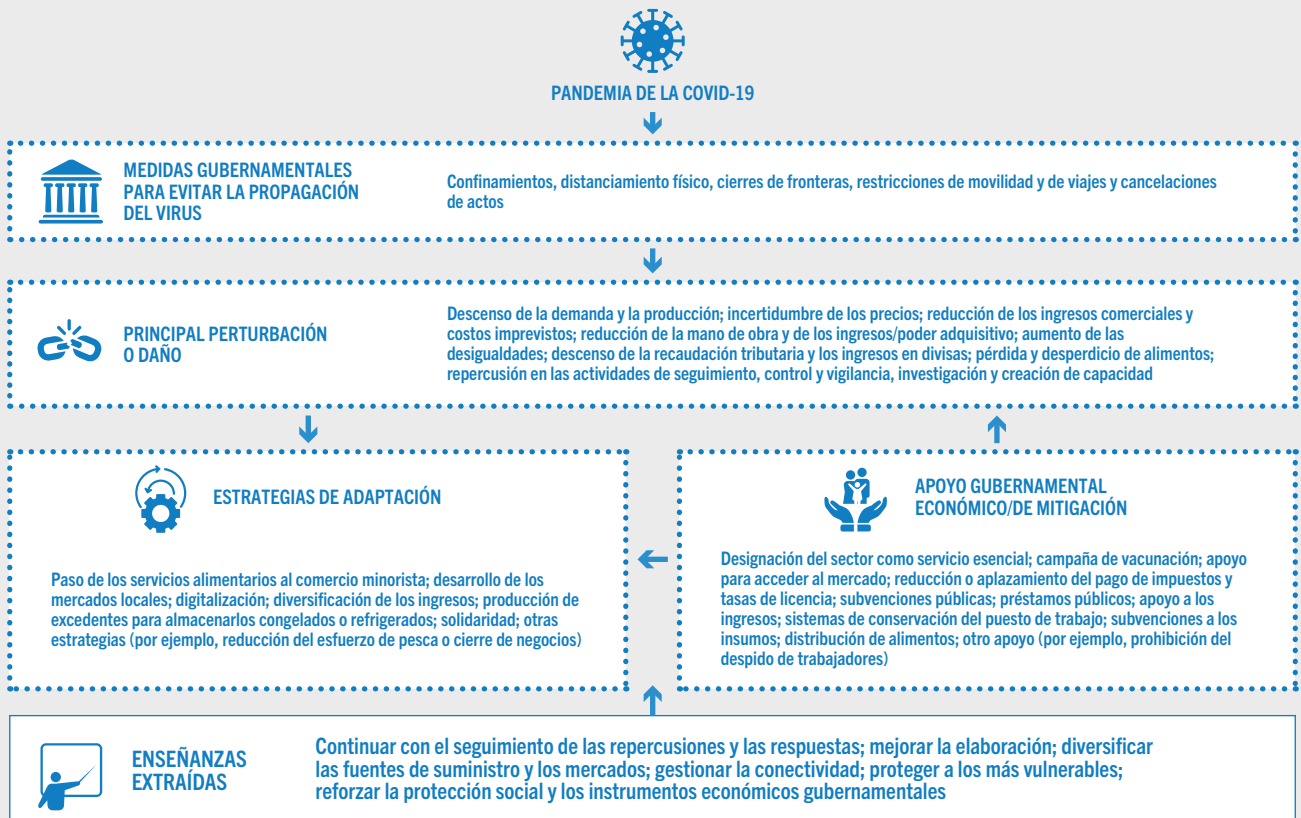 PANDEMIA DE LA COVID-19
MEDIDAS GUBERNAMENTALES
PARA EVITAR LA PROPAGACIÓN
DEL VIRUS
Confinamientos, distanciamiento físico, cierres de fronteras, restricciones de movilidad y de viajes y cancelaciones
de actos
PRINCIPAL PERTURBACIÓN
O DAÑO
Descenso de la demanda y la producción; incertidumbre de los precios; reducción de los ingresos comerciales y
costos imprevistos; reducción de la mano de obra y de los ingresos/poder adquisitivo; aumento de las
desigualdades; descenso de la recaudación tributaria y los ingresos en divisas; pérdida y desperdicio de alimentos;
repercusión en las actividades de seguimiento, control y vigilancia, investigación y creación de capacidad
ESTRATEGIAS DE ADAPTACIÓN
Paso de los servicios alimentarios al comercio minorista; desarrollo de los
mercados locales; digitalización; diversificación de los ingresos; producción de
excedentes para almacenarlos congelados o refrigerados; solidaridad; otras
estrategias (por ejemplo, reducción del esfuerzo de pesca o cierre de negocios)
APOYO GUBERNAMENTAL
ECONÓMICO/DE MITIGACIÓN
Designación del sector como servicio esencial; campaña de vacunación; apoyo
para acceder al mercado; reducción o aplazamiento del pago de impuestos y
tasas de licencia; subvenciones públicas; préstamos públicos; apoyo a los
ingresos; sistemas de conservación del puesto de trabajo; subvenciones a los
insumos; distribución de alimentos; otro apoyo (por ejemplo, prohibición del
despido de trabajadores)
ENSEÑANZAS
EXTRAÍDAS
Continuar con el seguimiento de las repercusiones y las respuestas; mejorar la elaboración; diversificar
las fuentes de suministro y los mercados; gestionar la conectividad; proteger a los más vulnerables;
reforzar la protección social y los instrumentos económicos gubernamentales